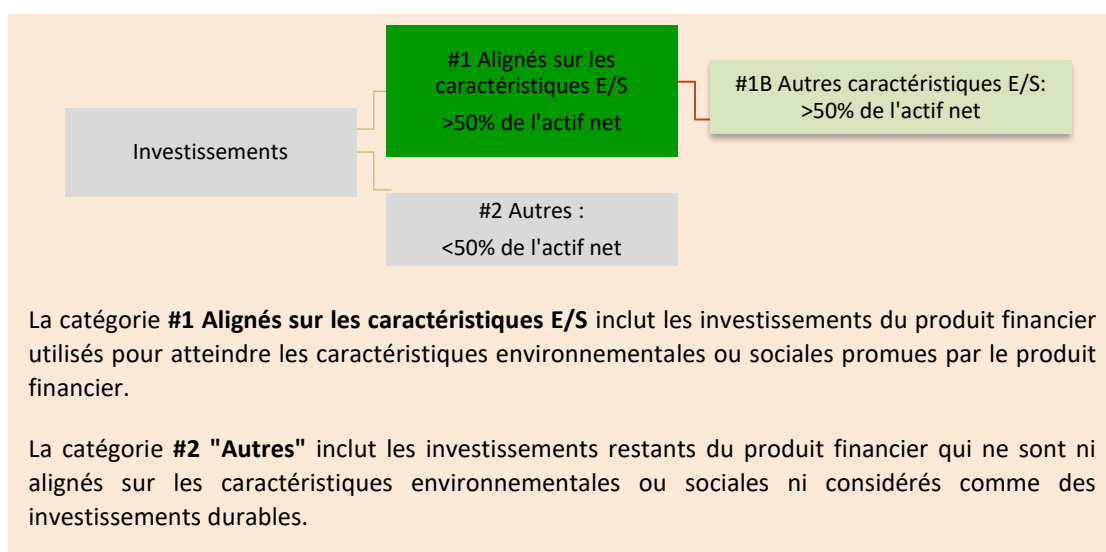 #1 Alignés sur les
caractéristiques E/S
>50% de l'actif net
#1B Autres caractéristiques E/S:
>50% de l'actif net
Investissements
#2 Autres :
<50% de l'actif net
La catégorie #1 Alignés sur les caractéristiques E/S inclut les investissements du produit financier
utilisés pour atteindre les caractéristiques environnementales ou sociales promues par le produit
financier.
La catégorie #2 "Autres" inclut les investissements restants du produit financier qui ne sont ni
alignés sur les caractéristiques environnementales ou sociales ni considérés comme des
investissements durables.